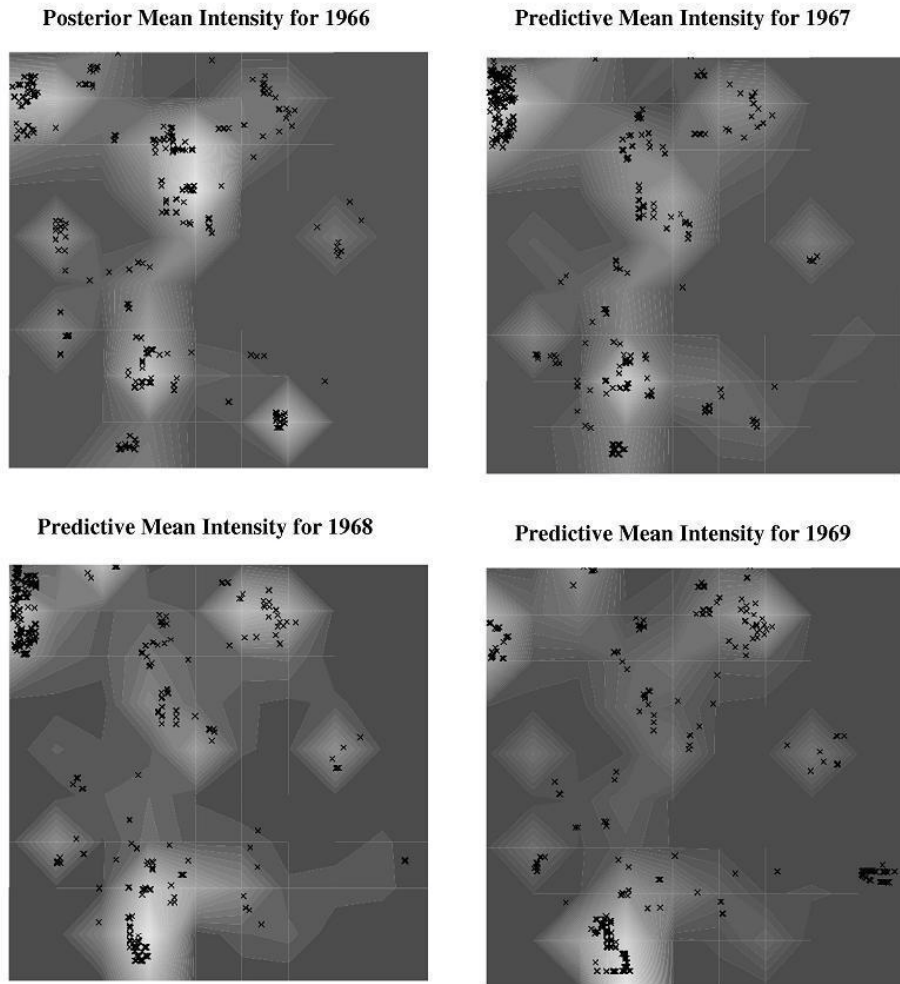 Posterior Mean Intensity for 1966
Predictive Mean Intensity for 1967
Predictive Mean Intensity for 1968
Predictive Mean Intensity for 1969